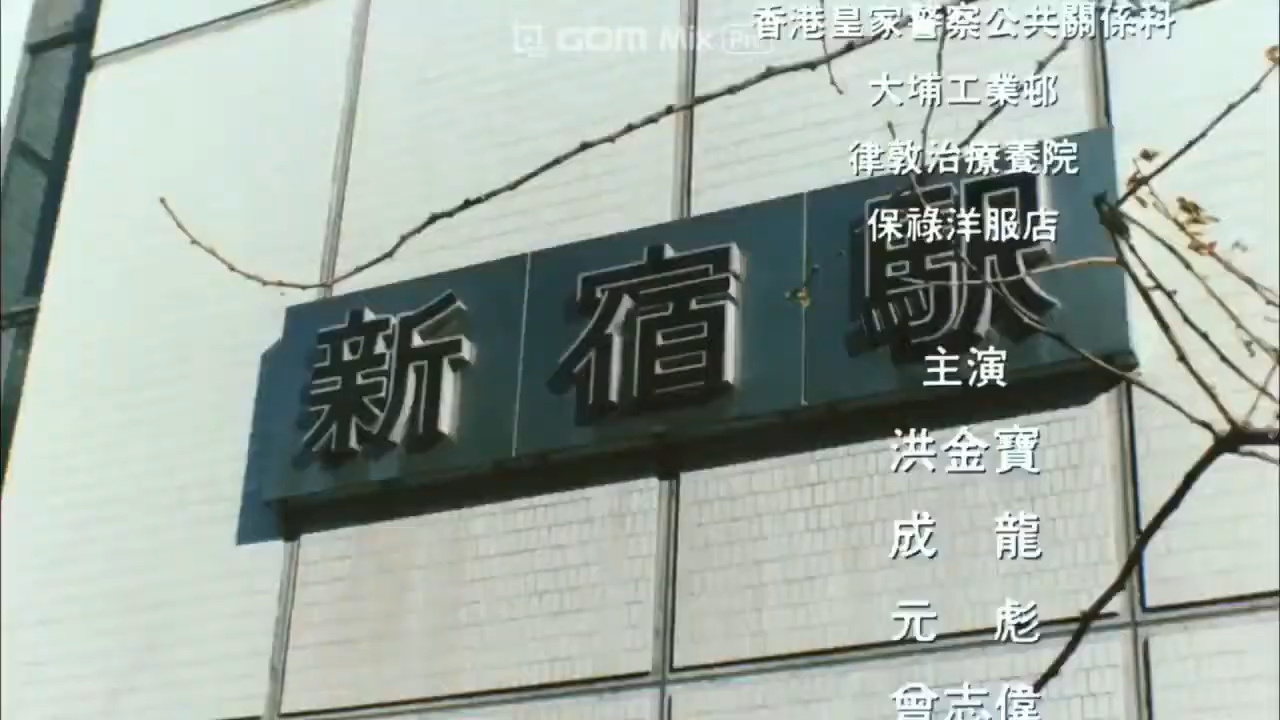 GOM Mix Pro
香港皇家警察公共關係科
大埔工業邨
律敦治療養院
保祿洋服店
新宿駅
主演
洪金寶
成 龍
元 彪
曾志偉